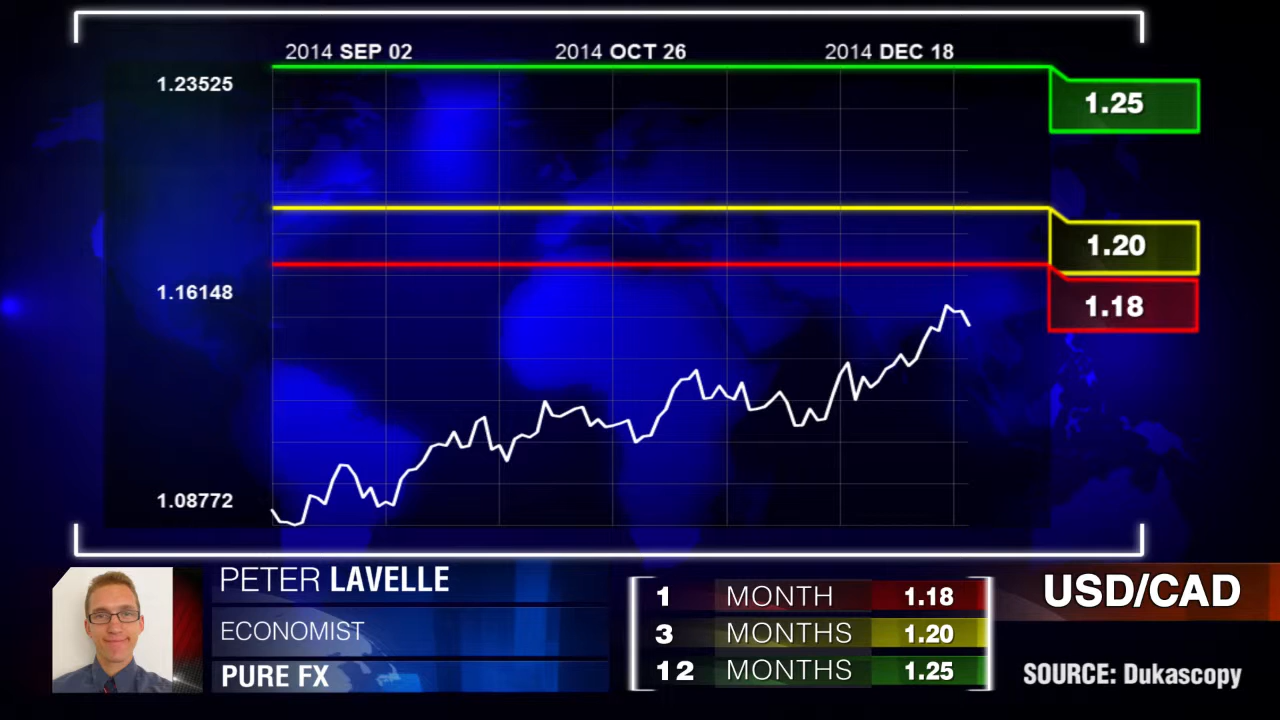 2014 SEP 02 2014 OCT 26 2014 DEC 18
1.23525
1.25
1.20
1.16148
1.18
1.08772
PETER LAVELLE
ECONOMIST
PURE FX
1 MONTH 1.18
3 MONTHS 1.20
12 MONTHS 1.25
USD/CAD
SOURCE: Dukascopy